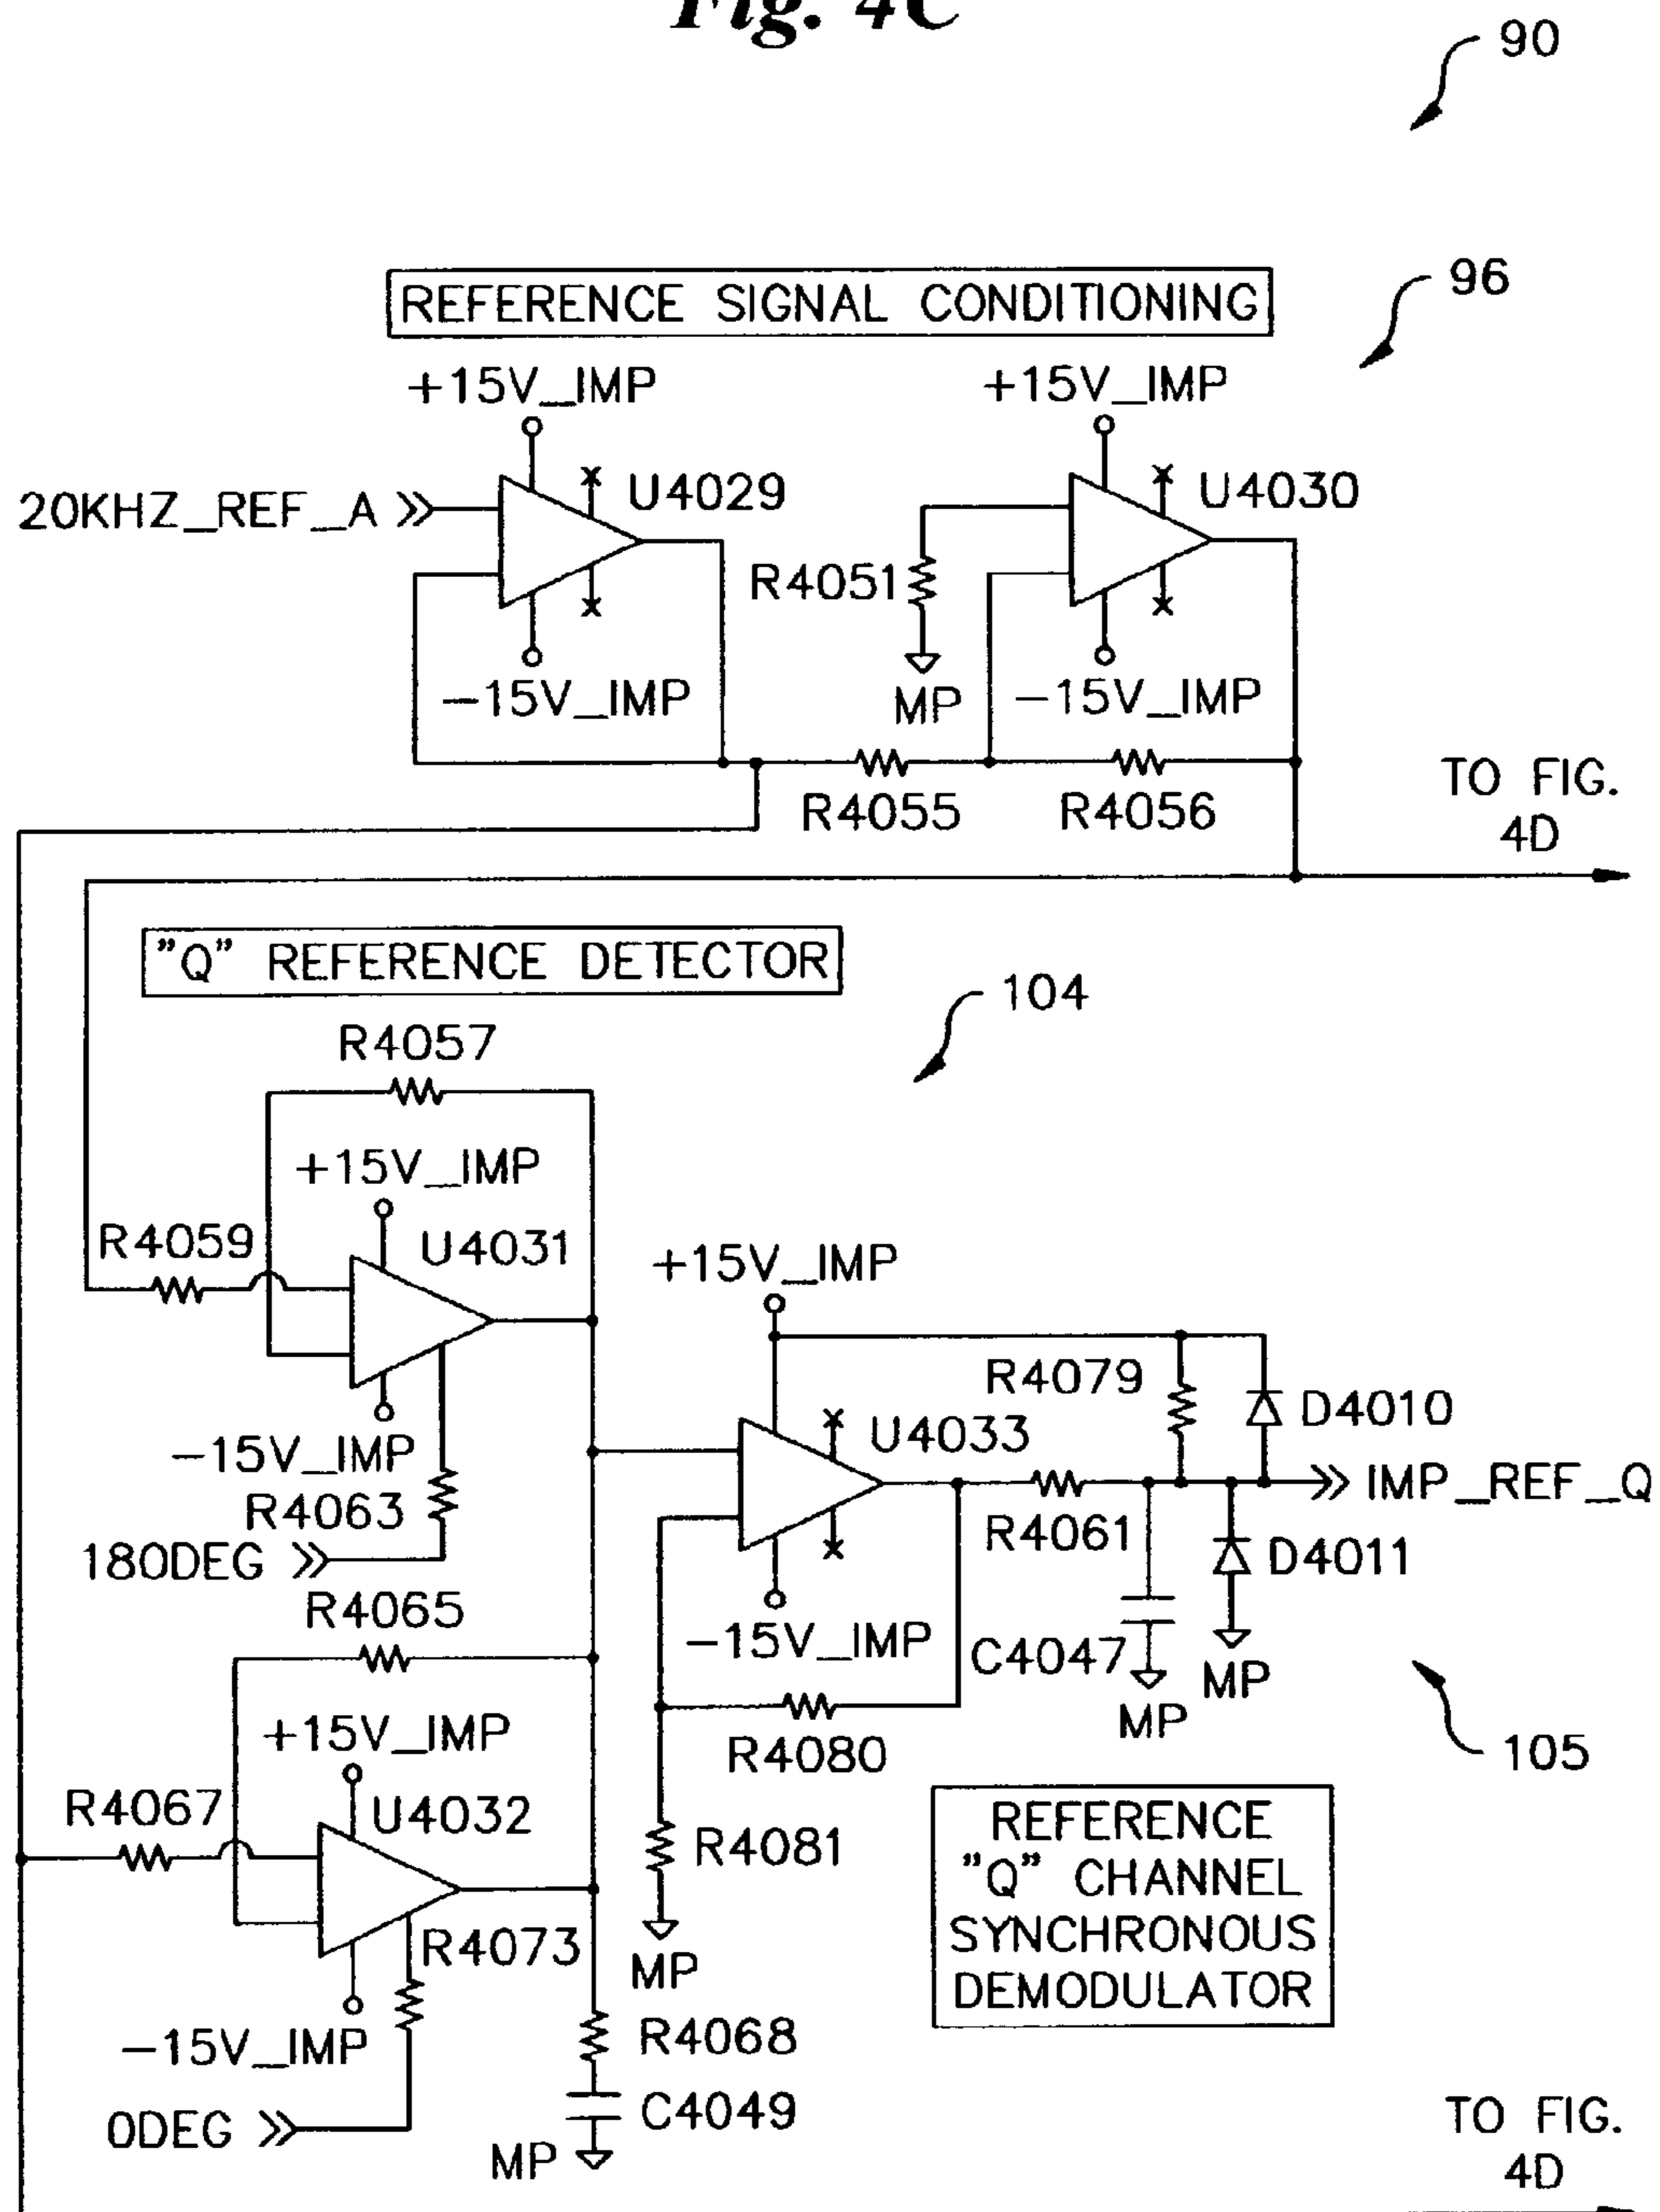 Fig. 4C
90
96
REFERENCE SIGNAL CONDITIONING
+15V_IMP
+15V_IMP
20KHZ_REF_A
U4029
U4030
R4051
-15V_IMP
MP
-15V_IMP
R4055
R4056
TO FIG.
4D
"Q" REFERENCE DETECTOR
104
R4057
+15V_IMP
R4059
U4031
+15V_IMP
R4079
D4010
-15V_IMP
U4033
R4063
IMP_REF_Q
180DEG
R4061
D4011
R4065
-15V_IMP
C4047
MP
MP
+15V_IMP
R4080
105
R4067
U4032
R4081
REFERENCE
"Q" CHANNEL
SYNCHRONOUS
DEMODULATOR
R4073
MP
-15V_IMP
R4068
0DEG
C4049
MP
TO FIG.
4D